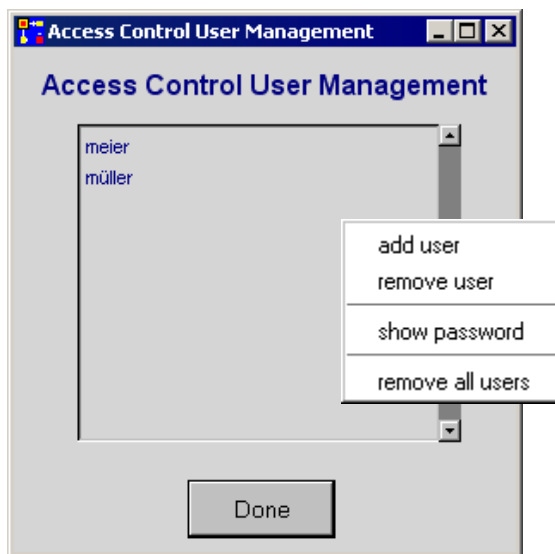 Access Control User Management
Access Control User Management
meier
müller
add user
remove user
show password
remove all users
Done